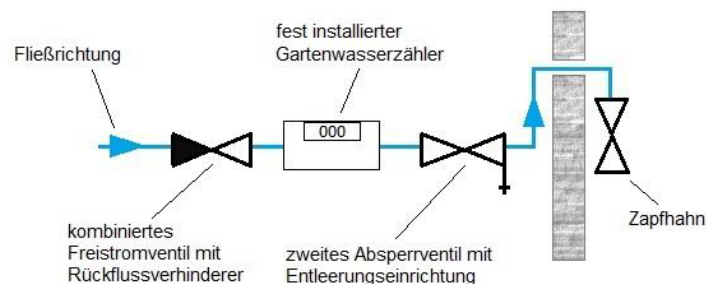 Fließrichtung
fest installierter
Gartenwasserzähler
000
kombiniertes
Freistromventil mit
Rückflussverhinderer
zweites Absperrventil mit
Entleerungseinrichtung
Zapfhahn